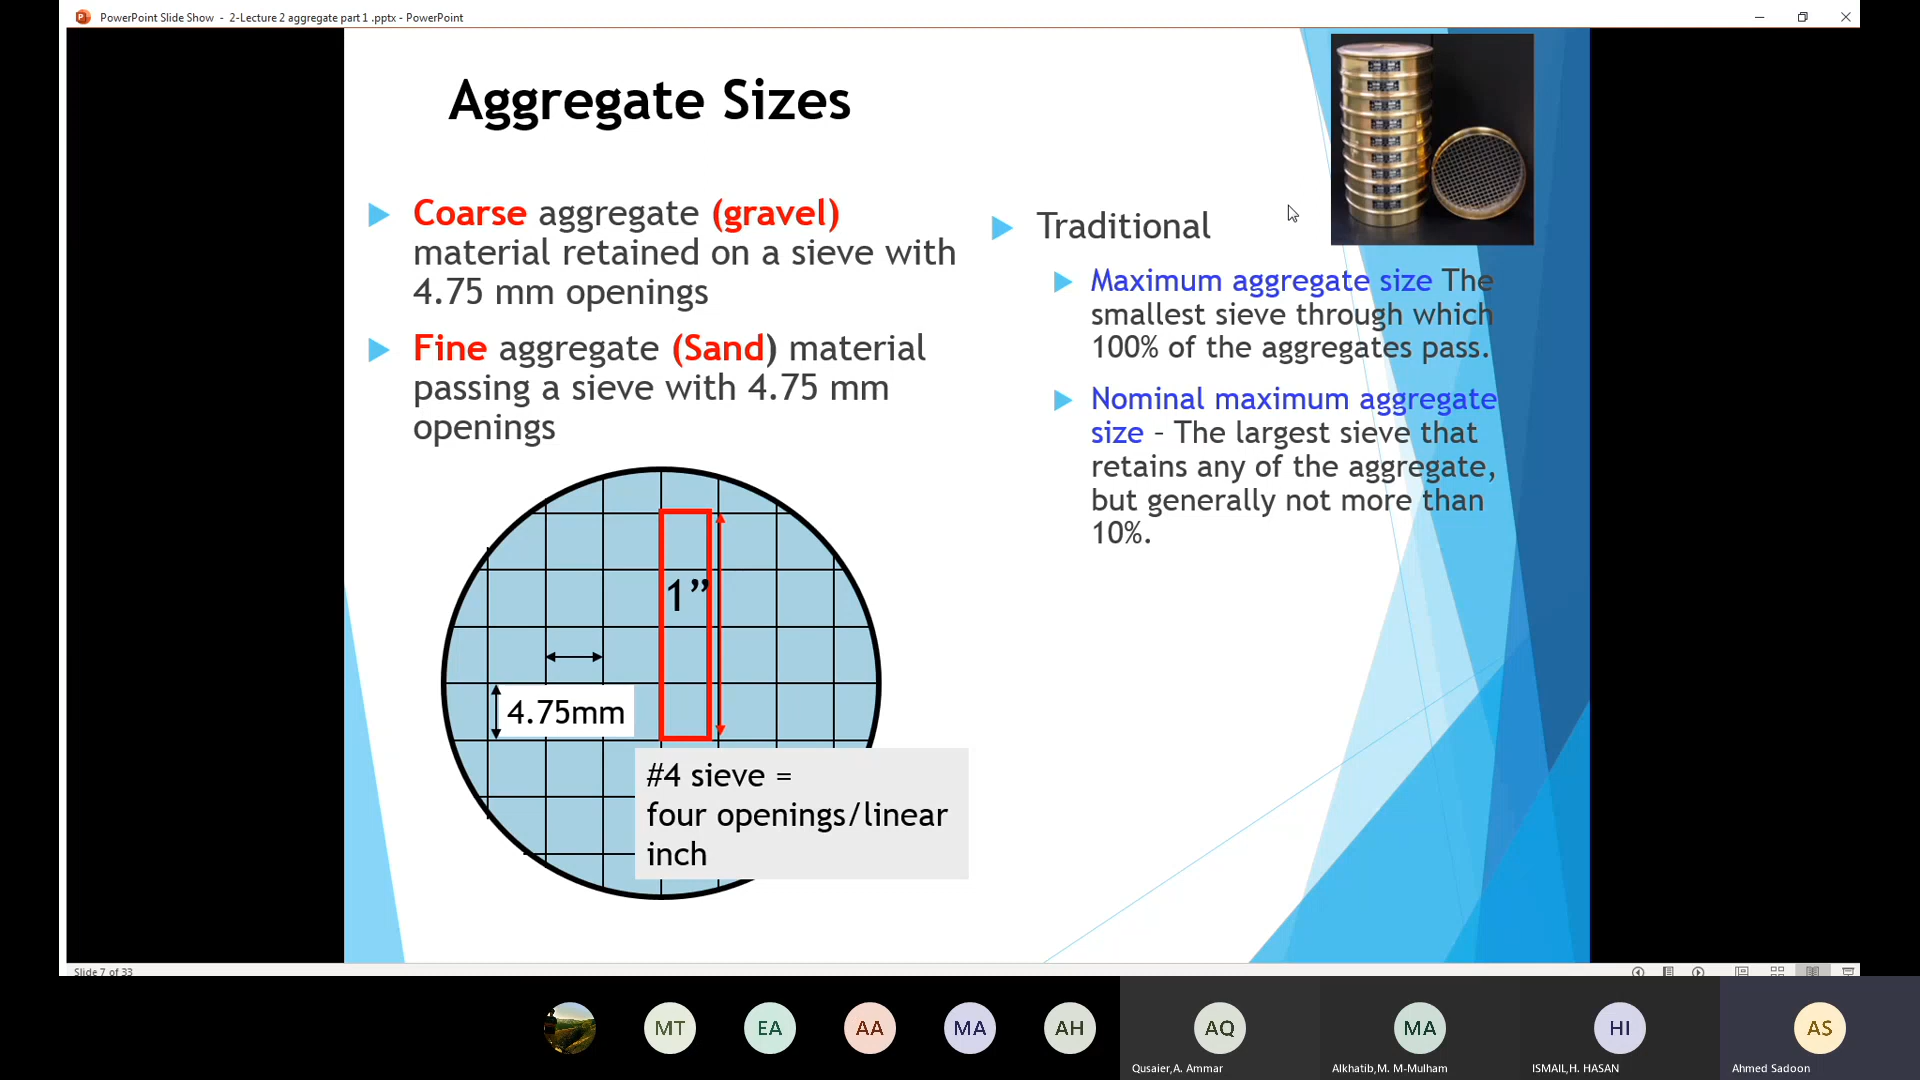 PowerPoint Slide Show - 2-Lecture 2 aggregate part 1 .pptx - PowerPoint
Aggregate Sizes
Coarse aggregate (gravel)
material retained on a sieve with
4.75 mm openings
Fine aggregate (Sand) material
passing a sieve with 4.75 mm
openings
1”
4.75mm
#4 sieve =
four openings/linear
inch
Traditional
Maximum aggregate size The
smallest sieve through which
100% of the aggregates pass.
Nominal maximum aggregate
size – The largest sieve that
retains any of the aggregate,
but generally not more than
10%.
Slide 7 of 33
MT
EA
AA
MA
AH
AQ
MA
HI
AS
Qusaier,A. Ammar
Alkhatib,M. M-Mulham
ISMAIL,H. HASAN
Ahmed Sadoon